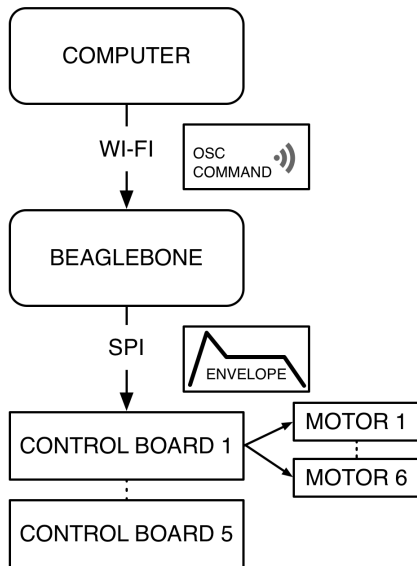 COMPUTER
WI-FI
OSC
COMMAND
BEAGLEBONE
SPI
ENVELOPE
CONTROL BOARD 1
MOTOR 1
MOTOR 6
CONTROL BOARD 5